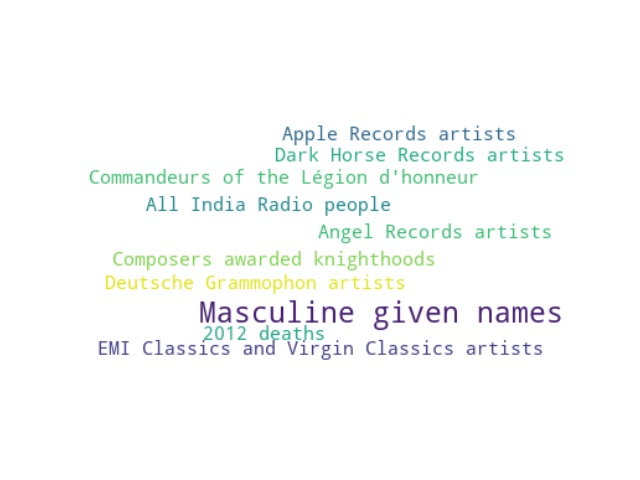 Apple Records artists
Dark Horse Records artists
Commandeurs of the Légion d'honneur
All India Radio people
Angel Records artists
Composers awarded knighthoods
Deutsche Grammophon artists
Masculine given names
2012 deaths
EMI Classics and Virgin Classics artists